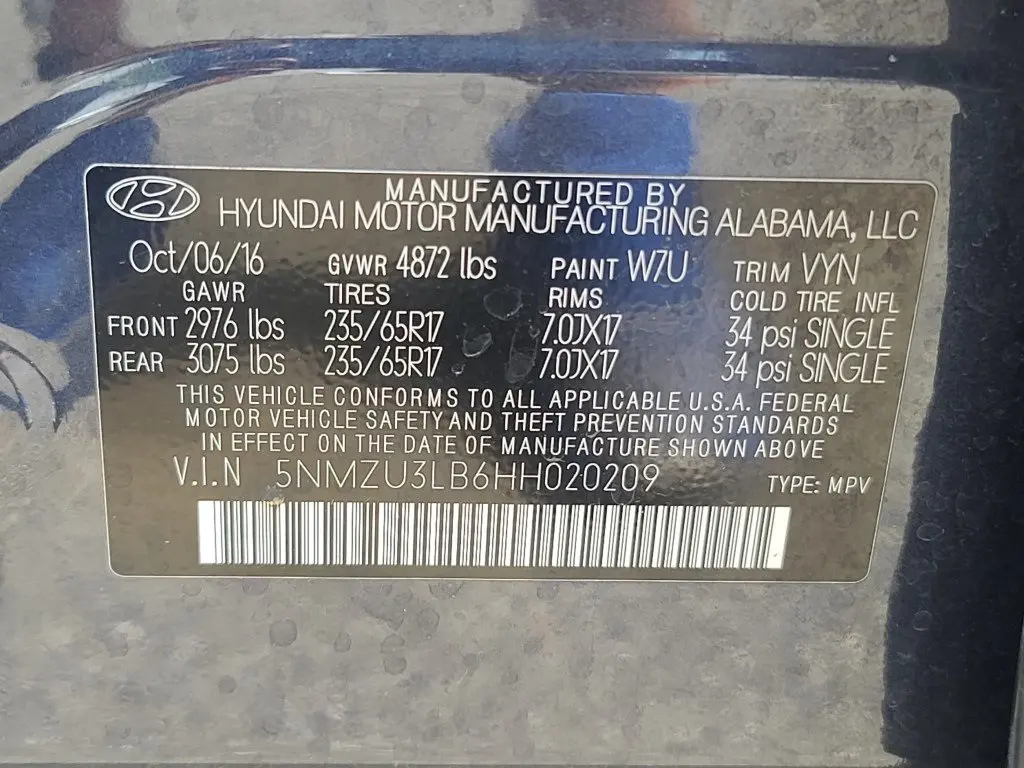 MANUFACTURED BY
HYUNDAI MOTOR MANUFACTURING ALABAMA, LLC
Oct/06/16 GVWR 4872 lbs PAINT W7U TRIM VYN
GAWR TIRES RIMS COLD TIRE INFL
FRONT 2976 lbs 235/65R17 7.0JX17 34 psi SINGLE
REAR 3075 lbs 235/65R17 7.0JX17 34 psi SINGLE
THIS VEHICLE CONFORMS TO ALL APPLICABLE U.S.A. FEDERAL
MOTOR VEHICLE SAFETY AND THEFT PREVENTION STANDARDS
IN EFFECT ON THE DATE OF MANUFACTURE SHOWN ABOVE
V.I.N 5NMZU3LB6HH020209 TYPE: MPV